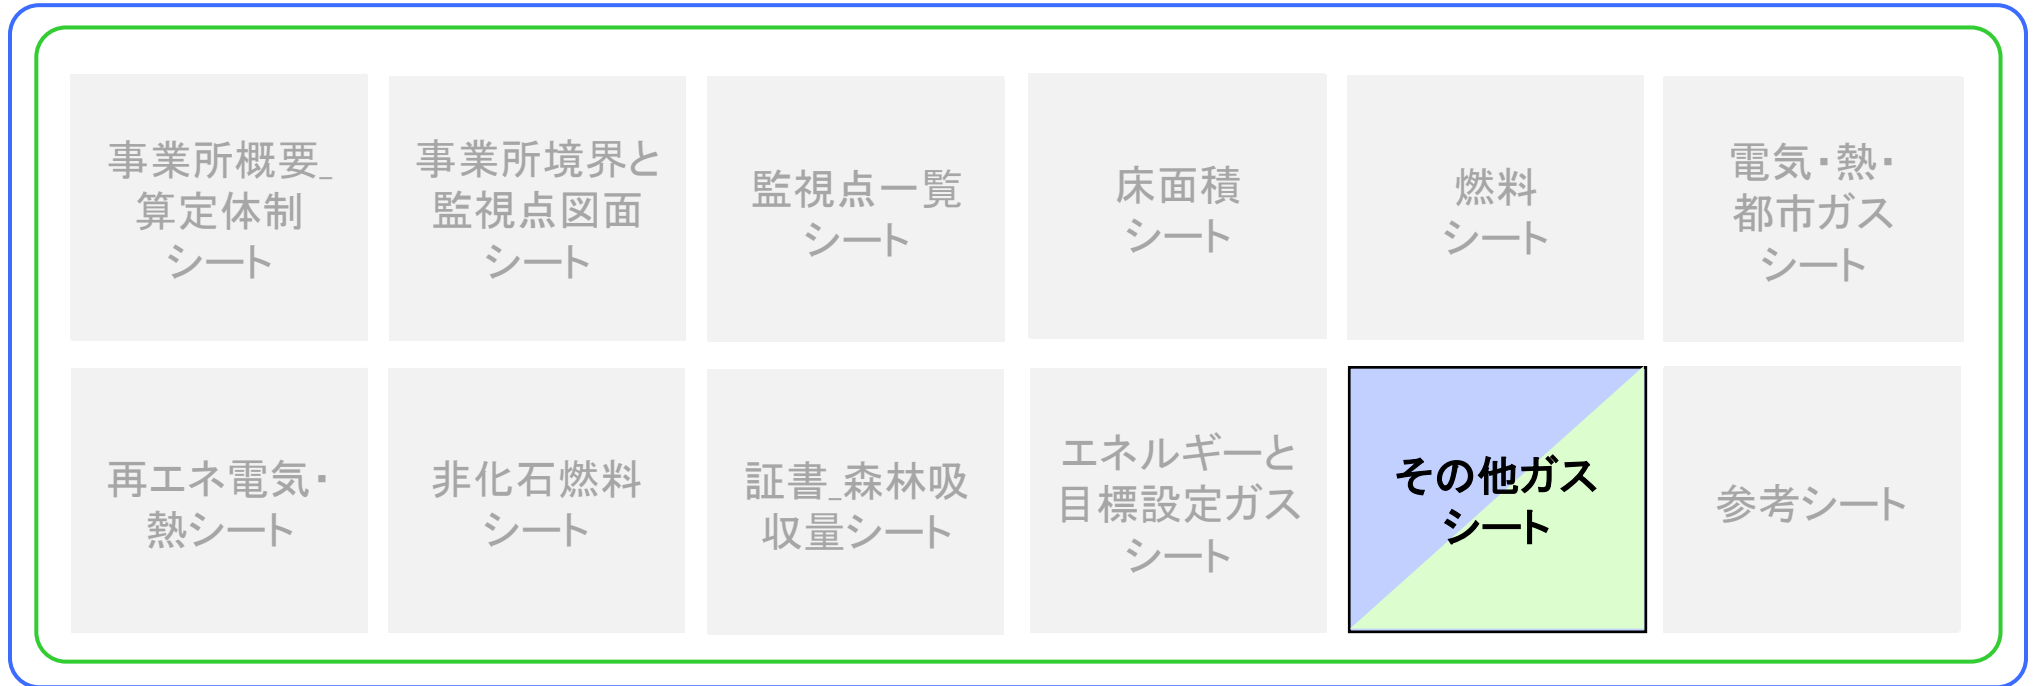 事業所概要_
算定体制
シート
事業所境界と
監視点図面
シート
監視点一覧
シート
床面積
シート
燃料
シート
電気・熱・
都市ガス
シート
再エネ電気・
熱シート
非化石燃料
シート
証書_森林吸
収量シート
エネルギーと
目標設定ガス
シート
その他ガス
シート
参考シート